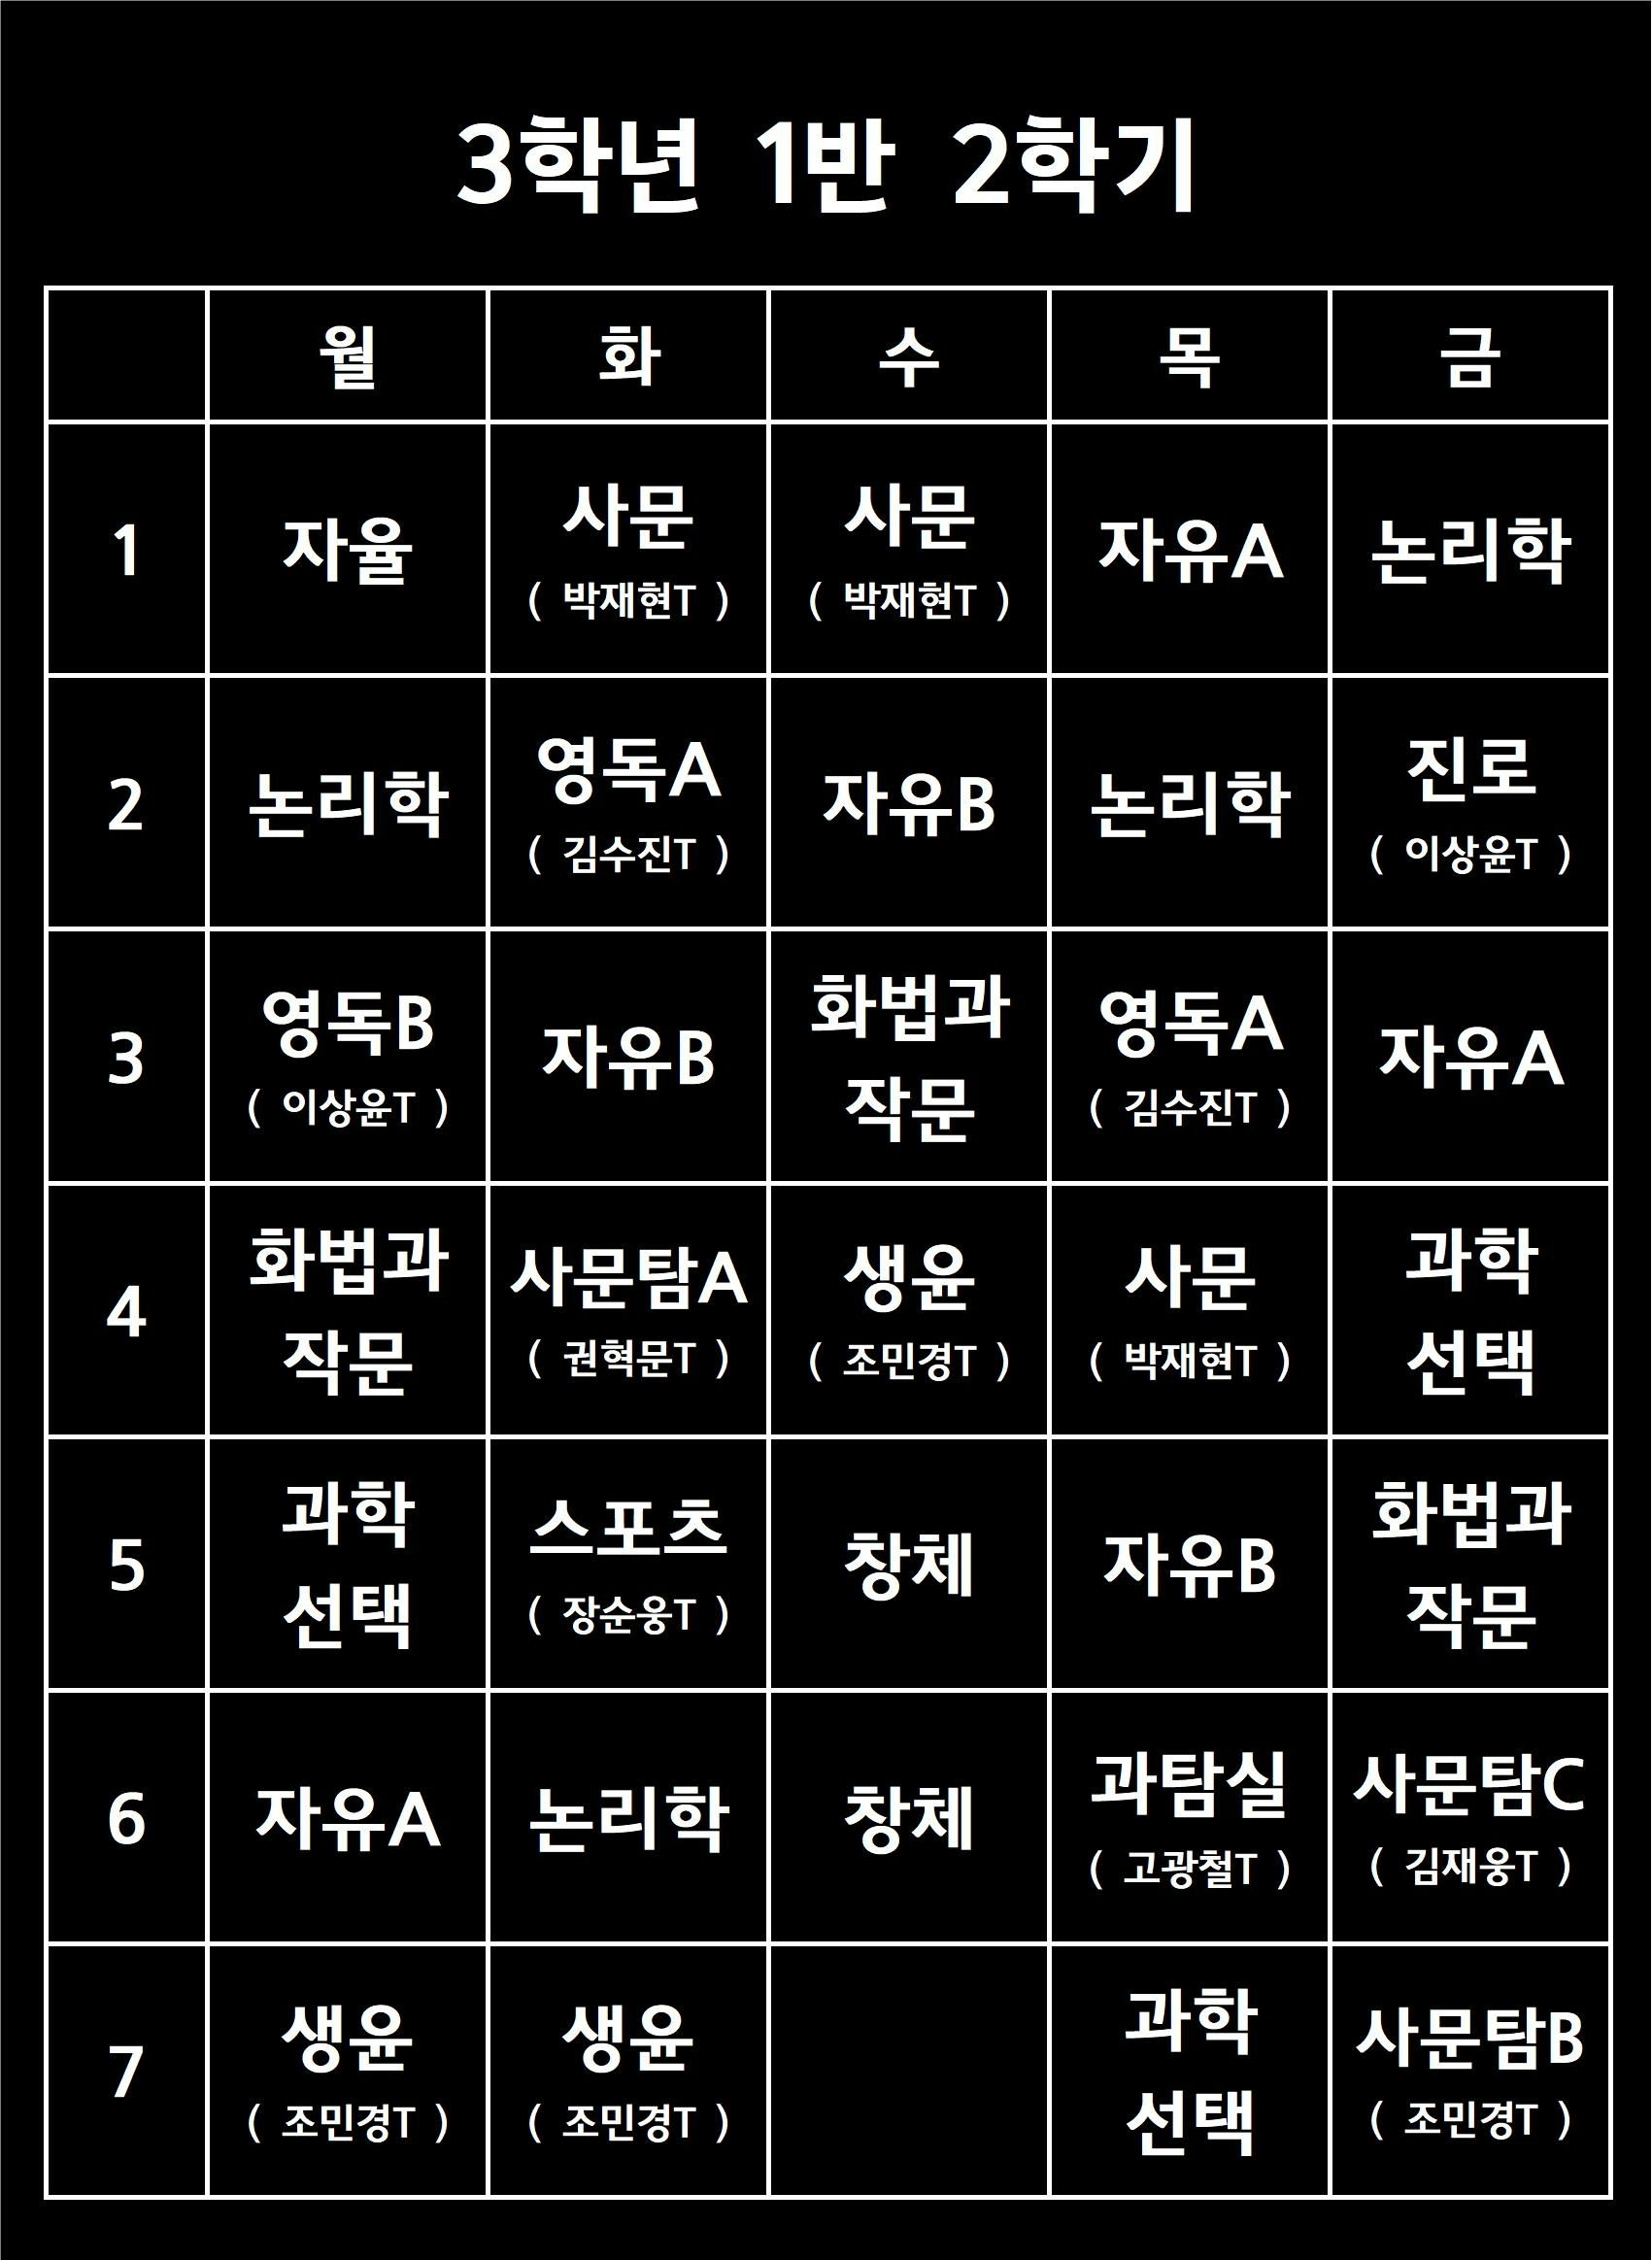 3학년 1반 2학기
월 화 수 목 금
1 자율 사문 ( 박재현T ) 사문 ( 박재현T ) 자유A 논리학
2 논리학 영독A ( 김수진T ) 자유B 논리학 진로 ( 이상윤T )
3 영독B ( 이상윤T ) 자유B 화법과 작문 영독A ( 김수진T ) 자유A
4 화법과 작문 사문탐A ( 권혁문T ) 생윤 ( 조민경T ) 사문 ( 박재현T ) 과학 선택
5 과학 선택 스포츠 ( 장순웅T ) 창체 자유B 화법과 작문
6 자유A 논리학 창체 과탐실 ( 고광철T ) 사문탐C ( 김재웅T )
7 생윤 ( 조민경T ) 생윤 ( 조민경T ) 과학 선택 사문탐B ( 조민경T )